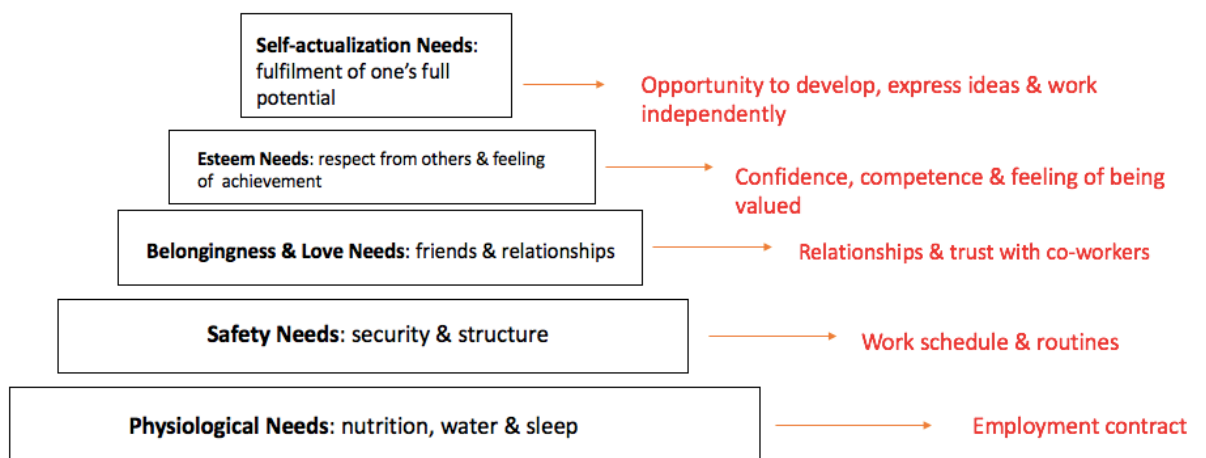 Self-actualization Needs:
fulfilment of one's full
potential
Opportunity to develop, express ideas & work
independently
Esteem Needs: respect from others & feeling
of achievement
Confidence, competence & feeling of being
valued
Belongingness & Love Needs: friends & relationships
Relationships & trust with co-workers
Safety Needs: security & structure
Work schedule & routines
Physiological Needs: nutrition, water & sleep
Employment contract